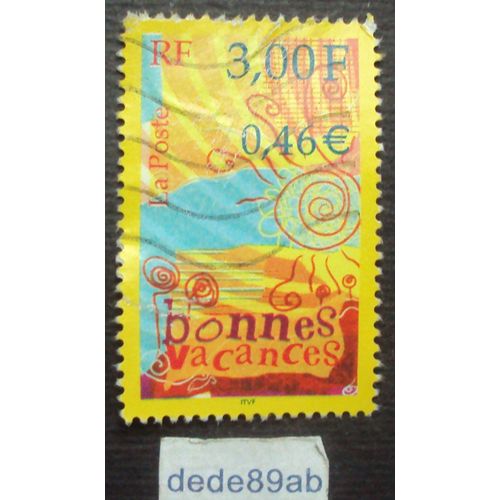 RF
3,00F
0,46€
La Poste
bonnes
vacances
ITVF
dede89ab